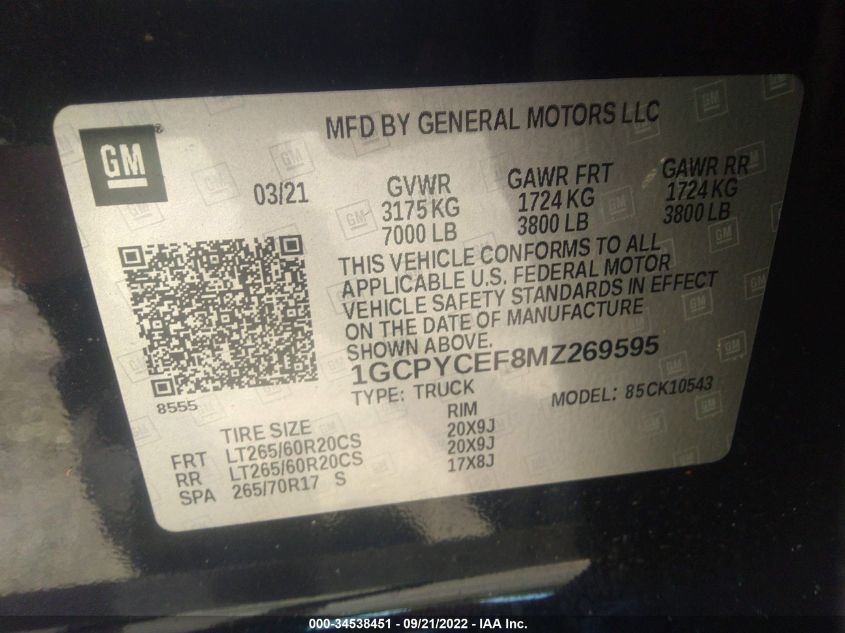 MFD BY GENERAL MOTORS LLC
GM
03/21
GVWR
3175 KG
7000 LB
GAWR FRT
1724 KG
3800 LB
GAWR RR
1724 KG
3800 LB
THIS VEHICLE CONFORMS TO ALL
APPLICABLE U.S. FEDERAL MOTOR
VEHICLE SAFETY STANDARDS IN EFFECT
ON THE DATE OF MANUFACTURE
SHOWN ABOVE.
1GCPYCEF8MZ269595
8555
TYPE: TRUCK
MODEL: 85CK10543
TIRE SIZE RIM
FRT LT265/60R20CS 20X9J
RR LT265/60R20CS 20X9J
SPA 265/70R17 S 17X8J
000-34538451 - 09/21/2022 - IAA Inc.